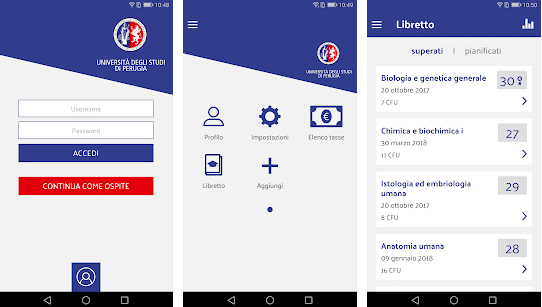 10:48
UNIVERSITÀ DEGLI STUDI
DI PERUGIA
Username
Password
ACCEDI
CONTINUA COME OSPITE
10:49
UNIVERSITÀ DEGLI STUDI
DI PERUGIA
Profilo
Impostazioni
Elenco tasse
Libretto
Aggiungi
10:50
Libretto
superati | pianificati
Biologia e genetica generale
30
20 ottobre 2017
7 CFU
Chimica e biochimica i
27
30 marzo 2018
11 CFU
Istologia ed embriologia
umana
29
20 ottobre 2017
8 CFU
Anatomia umana
28
09 gennaio 2018
16 CFU